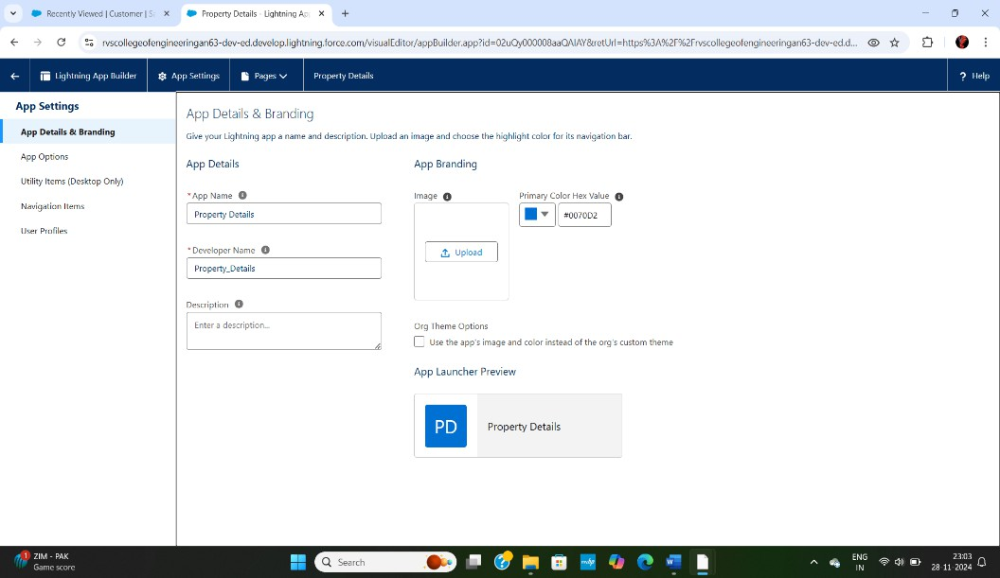 Recently Viewed | Customer | S
Property Details - Lightning App
rvscollegeofengineeringan63-dev-ed.develop.lightning.force.com/visualEditor/appBuilder.app?id=02uQy000008aaQAIAY&retUrl=https%3A%2F%2Frvscollegeofengineeringan63-dev-ed.d...
Lightning App Builder
App Settings
Pages
Property Details
? Help
App Settings
App Details & Branding
App Options
Utility Items (Desktop Only)
Navigation Items
User Profiles
App Details & Branding
Give your Lightning app a name and description. Upload an image and choose the highlight color for its navigation bar.
App Details
* App Name
Property Details
* Developer Name
Property_Details
Description
Enter a description...
App Branding
Image
Upload
Primary Color Hex Value
#0070D2
Org Theme Options
Use the app's image and color instead of the org's custom theme
App Launcher Preview
PD
Property Details
1
ZIM - PAK
Game score
Search
ENG
IN
23:03
28-11-2024